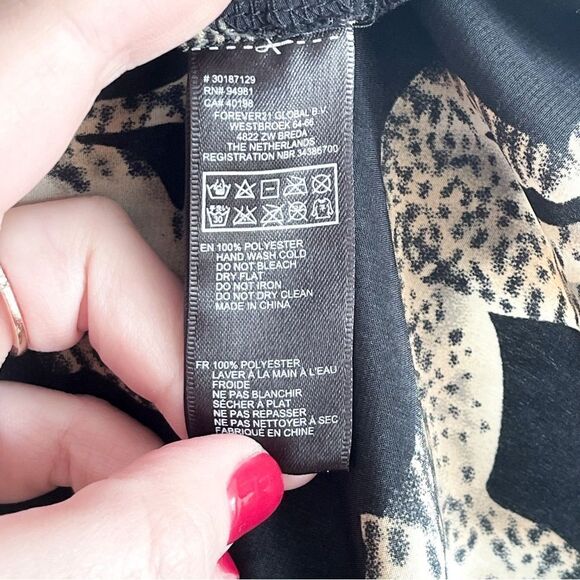 # 30187129
RN# 94981
CA# 40198
FOREVER21 GLOBAL B.V.
WESTBROEK 64-66
4822 ZW BREDA
THE NETHERLANDS
REGISTRATION NBR 34386700
30
EN 100% POLYESTER
HAND WASH COLD
DO NOT BLEACH
DRY FLAT
DO NOT IRON
DO NOT DRY CLEAN
MADE IN CHINA
FR 100% POLYESTER
LAVER À LA MAIN À L'EAU
FROIDE
NE PAS BLANCHIR
SÉCHER À PLAT
NE PAS REPASSER
NE PAS NETTOYER À SEC
FABRIQUÉ EN CHINE